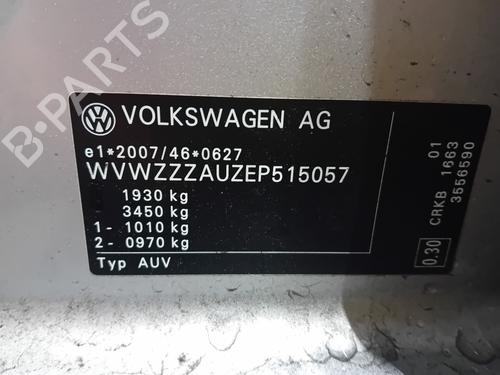 B-PARTS
VOLKSWAGEN AG
e1*2007/46*0627
WVWZZZAUZEP515057
1930 kg
3450 kg
1- 1010 kg
2- 0970 kg
Typ AUV
0.30
CRKB 1663 01
3556590